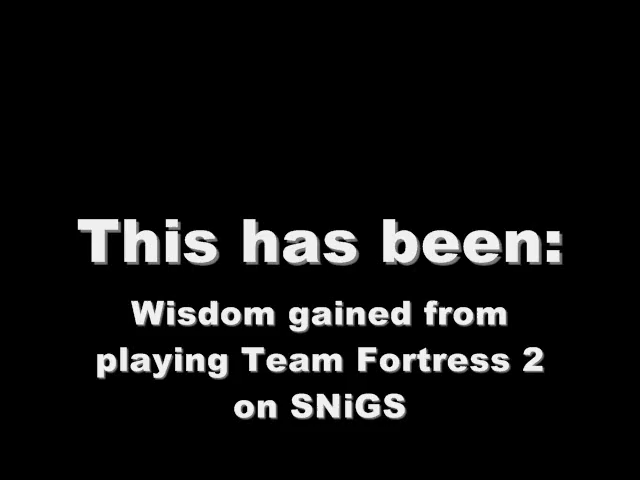 This has been:
Wisdom gained from
playing Team Fortress 2
on SNiGS